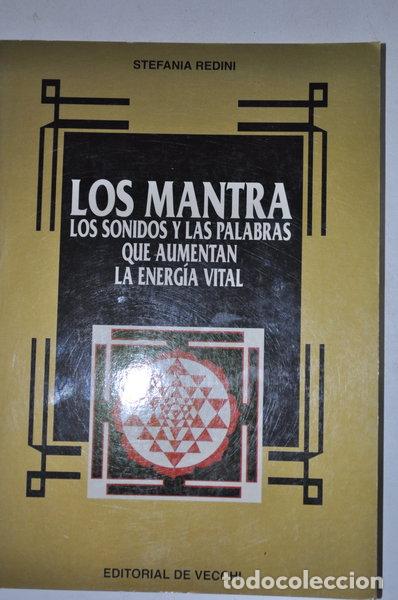 STEFANIA REDINI
LOS MANTRA
LOS SONIDOS Y LAS PALABRAS
QUE AUMENTAN
LA ENERGÍA VITAL
EDITORIAL DE VECCHI
todocoleccion